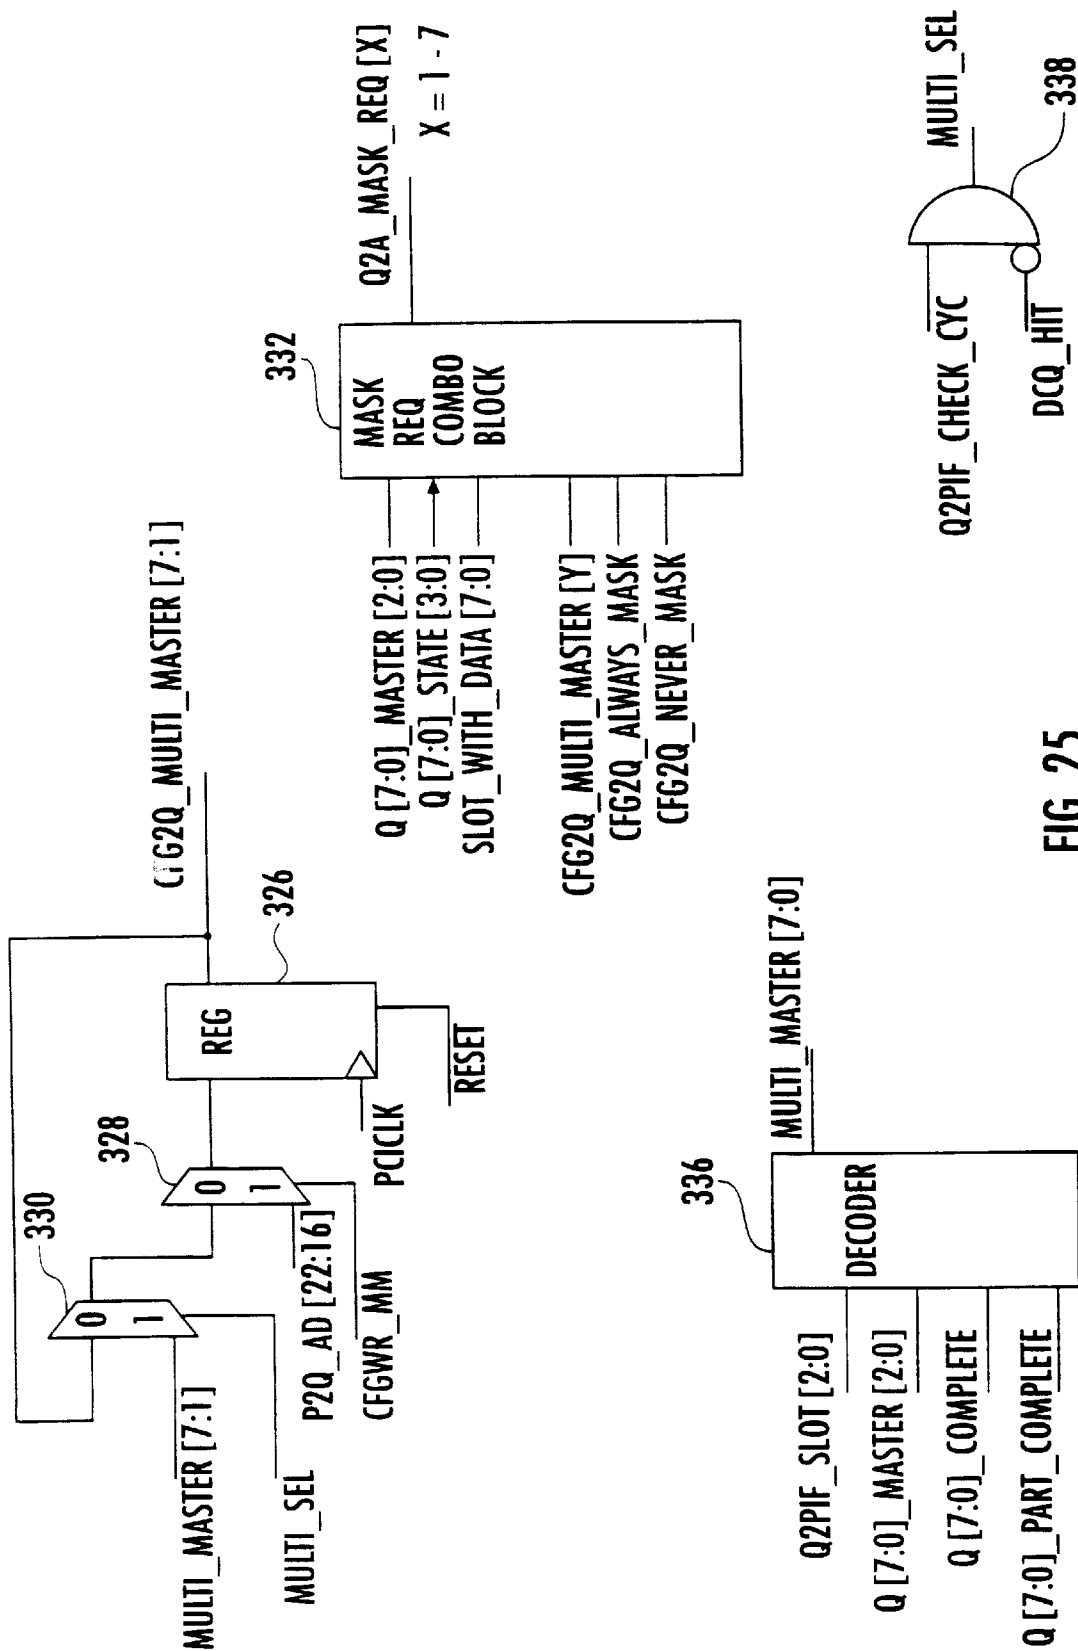 CFG2Q_MULTI_MASTER [7:1]
330
328
326
0
1
0
1
REG
MULTI_MASTER [7:1]
MULTI_SEL
P2Q_AD [22:16]
CFGWR_MM
PCICLK
RESET
332
MASK
REQ
COMBO
BLOCK
Q2A_MASK_REQ [X]
X = 1 - 7
Q [7:0]_MASTER [2:0]
Q [7:0]_STATE [3:0]
SLOT_WITH_DATA [7:0]
CFG2Q_MULTI_MASTER [Y]
CFG2Q_ALWAYS_MASK
CFG2Q_NEVER_MASK
336
DECODER
MULTI_MASTER [7:0]
Q2PIF_SLOT [2:0]
Q [7:0]_MASTER [2:0]
Q [7:0]_COMPLETE
Q [7:0]_PART_COMPLETE
Q2PIF_CHECK_CYC
DCQ_HIT
MULTI_SEL
338
FIG. 25